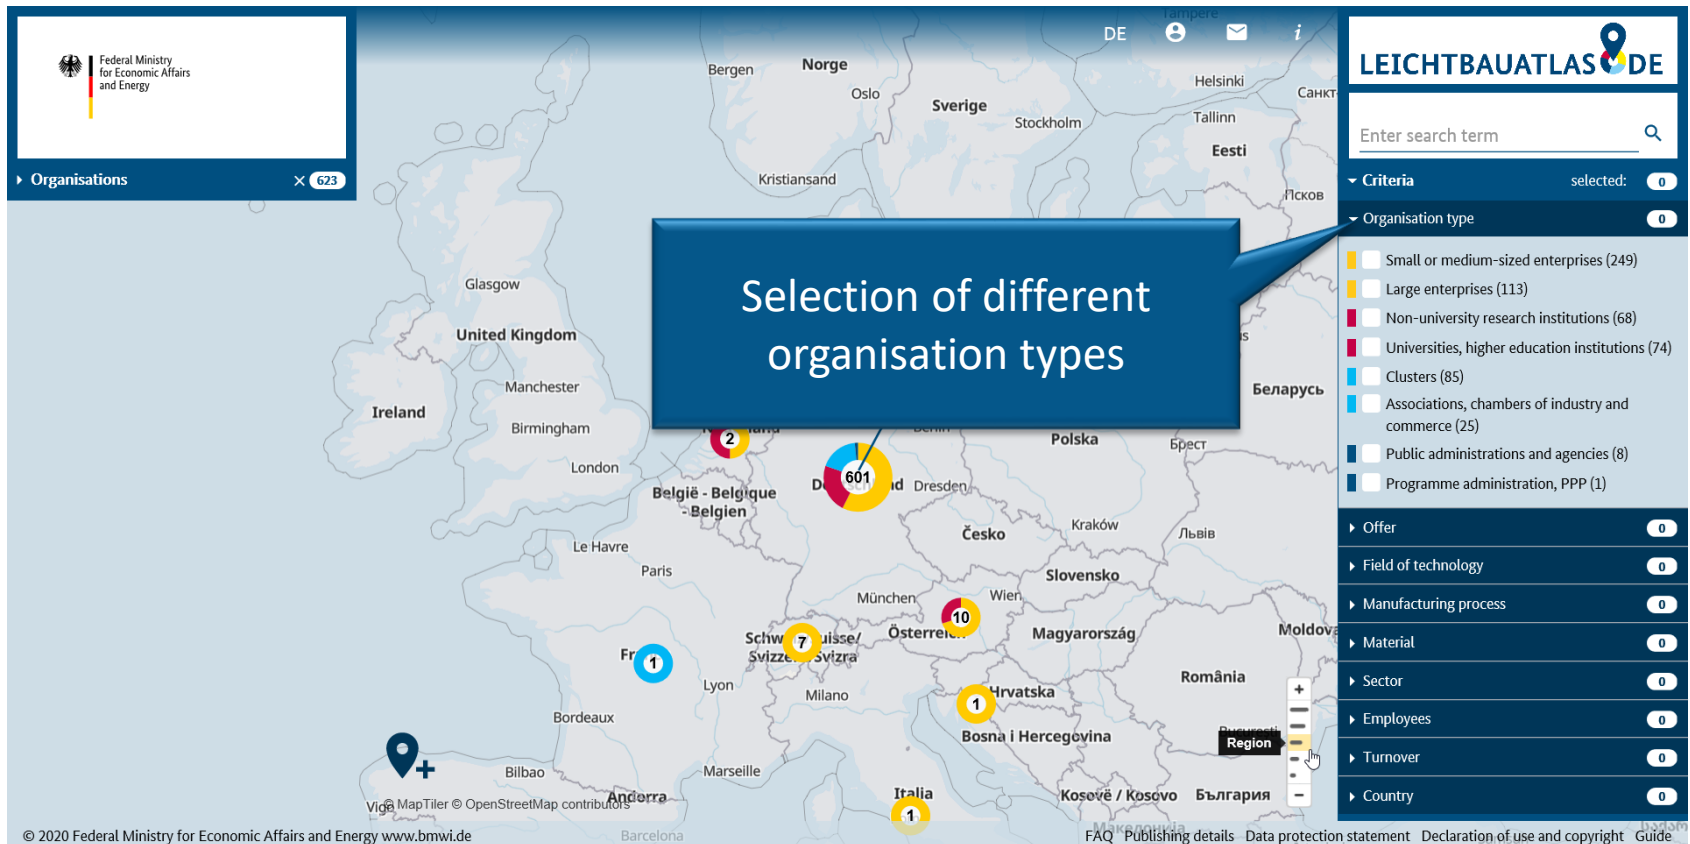 Federal Ministry
for Economic Affairs
and Energy
Organisations
× 623
DE
i
LEICHTBAUATLAS DE
Enter search term
Criteria selected: 0
Organisation type 0
Small or medium-sized enterprises (249)
Large enterprises (113)
Non-university research institutions (68)
Universities, higher education institutions (74)
Clusters (85)
Associations, chambers of industry and
commerce (25)
Public administrations and agencies (8)
Programme administration, PPP (1)
Offer 0
Field of technology 0
Manufacturing process 0
Material 0
Sector 0
Employees 0
Turnover 0
Country 0
Selection of different
organisation types
Tampere
Bergen
Norge
Oslo
Helsinki
Sverige
Stockholm
Tallinn
Eesti
Kristiansand
Псков
Glasgow
United Kingdom
Manchester
Ireland
Birmingham
London
Беларусь
Polska
Брест
2
601
Dresden
België - Belgique
- Belgien
Česko
Kraków
Львів
Le Havre
Paris
Slovensko
München
Wien
10
Österreich
Magyarország
Moldova
7
1
Lyon
Milano
România
Hrvatska
1
Bordeaux
Bosna i Hercegovina
București
Region
+
−
Bilbao
Marseille
Andorra
Italia
1
Kosovë / Kosovo
България
Vigo
© MapTiler © OpenStreetMap contributors
Barcelona
Македонија
© 2020 Federal Ministry for Economic Affairs and Energy www.bmwi.de
FAQ Publishing details Data protection statement Declaration of use and copyright Guide